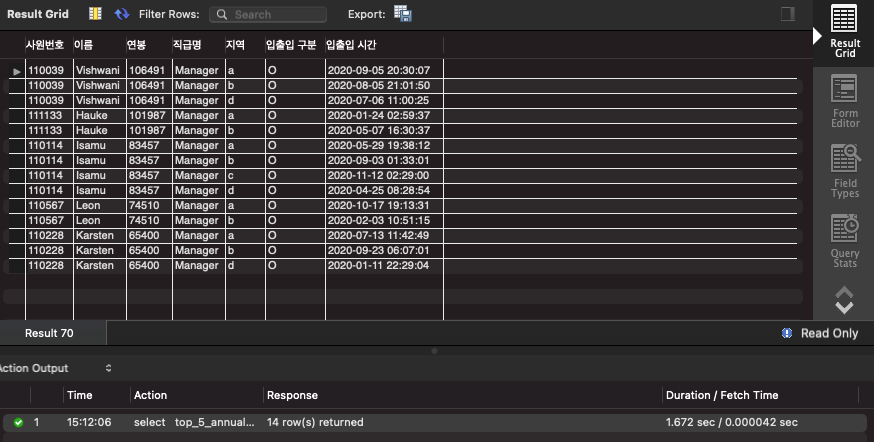 Result Grid Filter Rows: Search Export:
사원번호 이름 연봉 직급명 지역 입출입 구분 입출입 시간
110039 Vishwani 106491 Manager a O 2020-09-05 20:30:07
110039 Vishwani 106491 Manager b O 2020-08-05 21:01:50
110039 Vishwani 106491 Manager d O 2020-07-06 11:00:25
111133 Hauke 101987 Manager a O 2020-01-24 02:59:37
111133 Hauke 101987 Manager b O 2020-05-07 16:30:37
110114 Isamu 83457 Manager a O 2020-05-29 19:38:12
110114 Isamu 83457 Manager b O 2020-09-03 01:33:01
110114 Isamu 83457 Manager c O 2020-11-12 02:29:00
110114 Isamu 83457 Manager d O 2020-04-25 08:28:54
110567 Leon 74510 Manager a O 2020-10-17 19:13:31
110567 Leon 74510 Manager b O 2020-02-03 10:51:15
110228 Karsten 65400 Manager a O 2020-07-13 11:42:49
110228 Karsten 65400 Manager b O 2020-09-23 06:07:01
110228 Karsten 65400 Manager d O 2020-01-11 22:29:04
Result
Grid
Form
Editor
Field
Types
Query
Stats
Result 70 Read Only
Action Output
Time Action Response Duration / Fetch Time
1 15:12:06 select top_5_annual... 14 row(s) returned 1.672 sec / 0.000042 sec